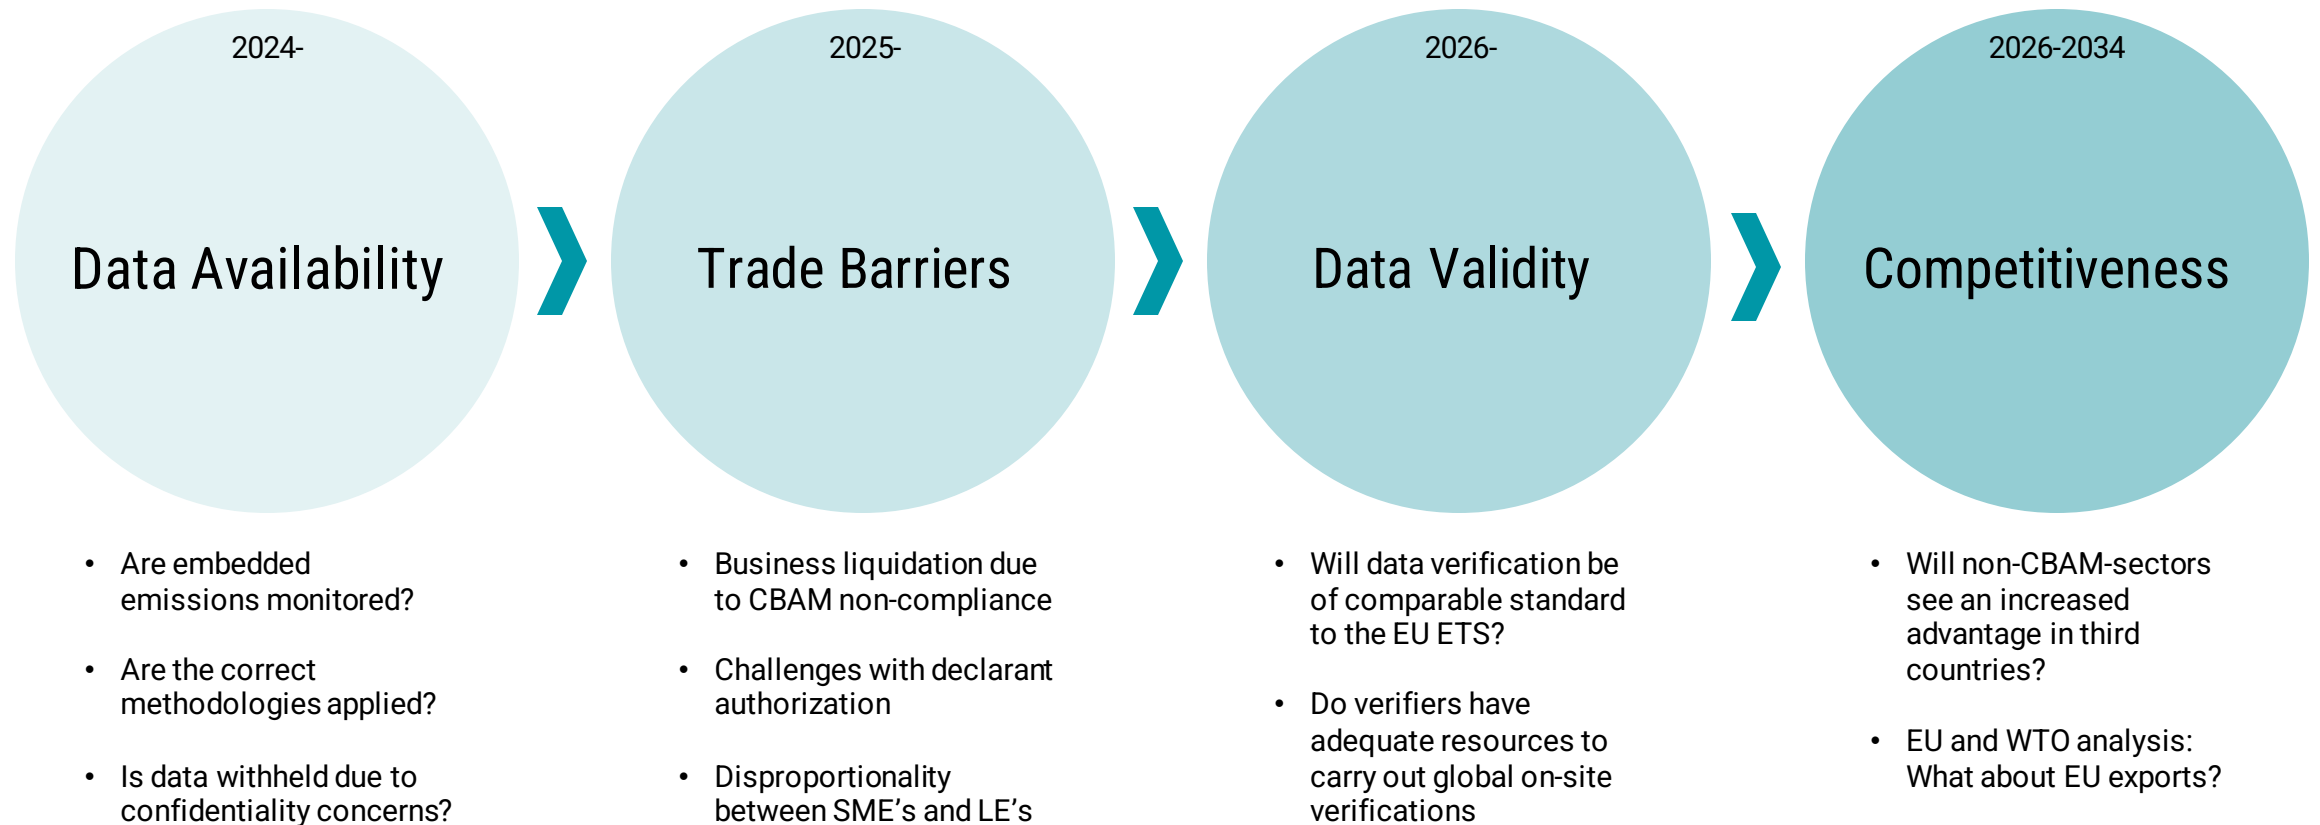 2024-
Data Availability
• Are embedded
emissions monitored?
• Are the correct
methodologies applied?
• Is data withheld due to
confidentiality concerns?
2025-
Trade Barriers
• Business liquidation due
to CBAM non-compliance
• Challenges with declarant
authorization
• Disproportionality
between SME’s and LE’s
2026-
Data Validity
• Will data verification be
of comparable standard
to the EU ETS?
• Do verifiers have
adequate resources to
carry out global on-site
verifications
2026-2034
Competitiveness
• Will non-CBAM-sectors
see an increased
advantage in third
countries?
• EU and WTO analysis:
What about EU exports?